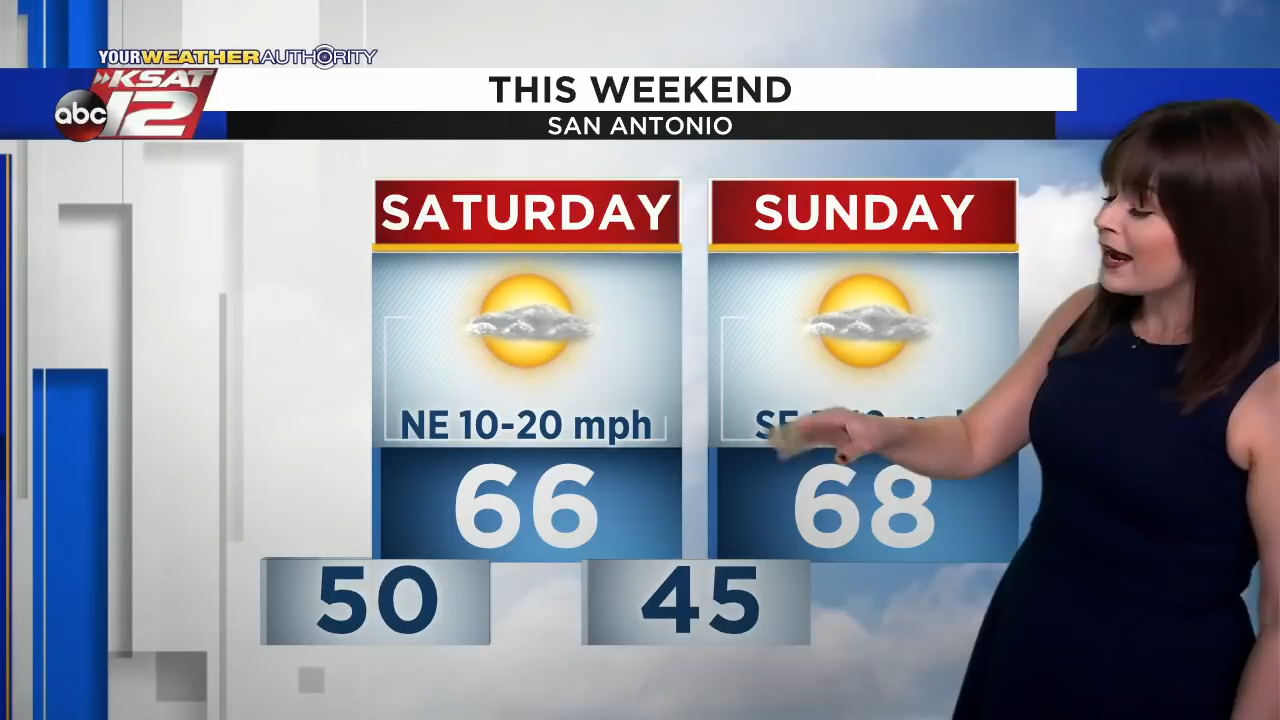 YOUR WEATHER AUTHORITY
KSAT
abc 12
THIS WEEKEND
SAN ANTONIO
SATURDAY
SUNDAY
NE 10-20 mph
66
68
50
45